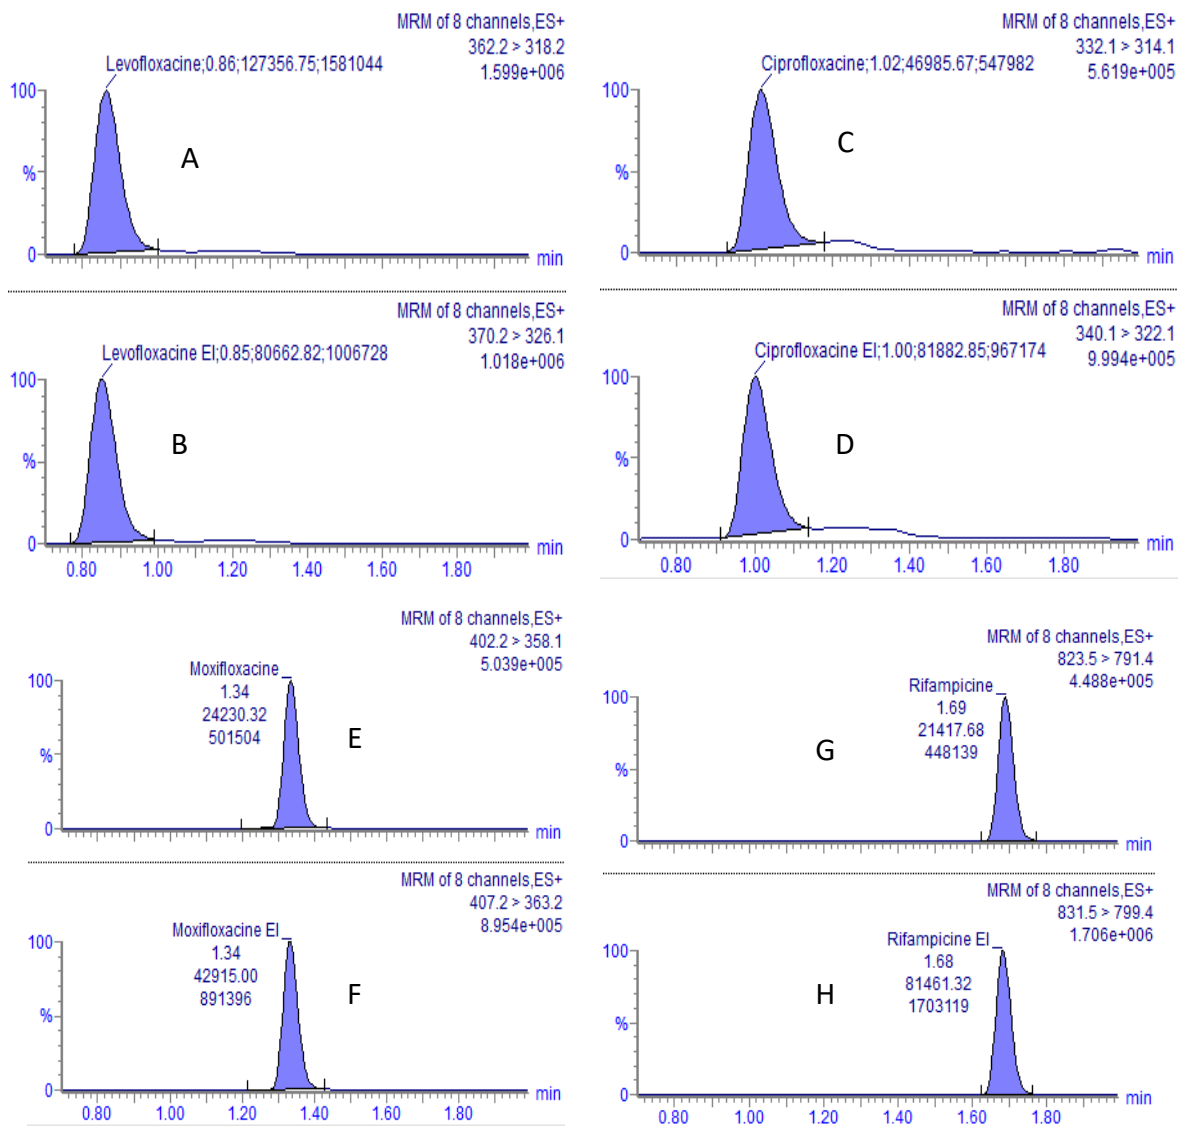 MRM of 8 channels,ES+
362.2 > 318.2
1.599e+006
Levofloxacine;0.86;127356.75;1581044
100
%
0
A
min
MRM of 8 channels,ES+
370.2 > 326.1
1.018e+006
Levofloxacine EI;0.85;80662.82;1006728
100
%
0
B
min
0.80 1.00 1.20 1.40 1.60 1.80
MRM of 8 channels,ES+
332.1 > 314.1
5.619e+005
Ciprofloxacine;1.02;46985.67;547982
100
%
0
C
min
MRM of 8 channels,ES+
340.1 > 322.1
9.994e+005
Ciprofloxacine EI;1.00;81882.85;967174
100
%
0
D
min
0.80 1.00 1.20 1.40 1.60 1.80
MRM of 8 channels,ES+
402.2 > 358.1
5.039e+005
Moxifloxacine
1.34
24230.32
501504
100
%
0
E
min
MRM of 8 channels,ES+
407.2 > 363.2
8.954e+005
Moxifloxacine EI
1.34
42915.00
891396
100
%
0
F
min
0.80 1.00 1.20 1.40 1.60 1.80
MRM of 8 channels,ES+
823.5 > 791.4
4.488e+005
Rifampicine
1.69
21417.68
448139
100
%
0
G
min
MRM of 8 channels,ES+
831.5 > 799.4
1.706e+006
Rifampicine EI
1.68
81461.32
1703119
100
%
0
H
min
0.80 1.00 1.20 1.40 1.60 1.80